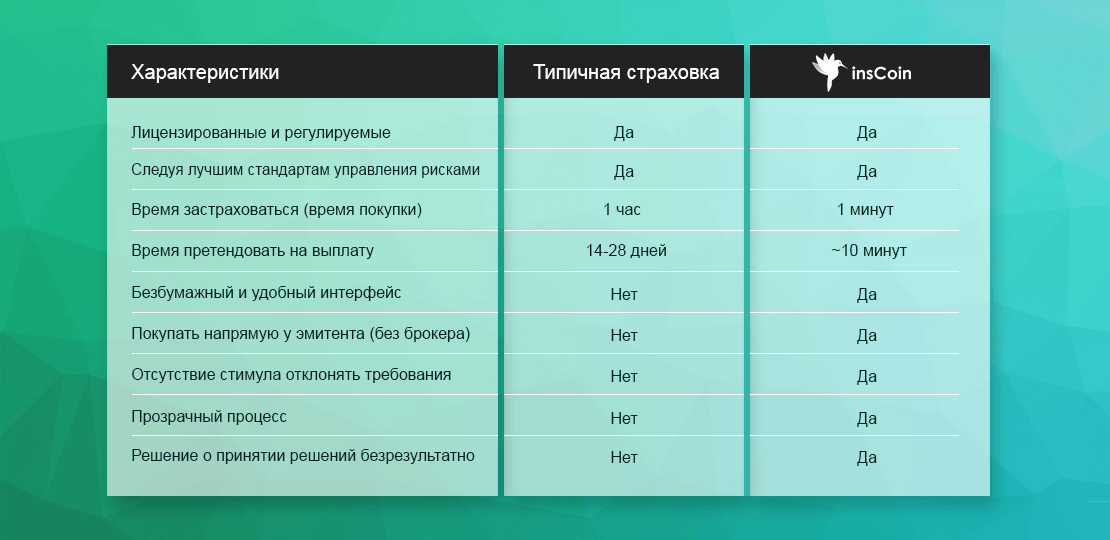 Характеристики Типичная страховка insCoin
Лицензированные и регулируемые Да Да
Следуя лучшим стандартам управления рисками Да Да
Время застраховаться (время покупки) 1 час 1 минут
Время претендовать на выплату 14-28 дней ~10 минут
Безбумажный и удобный интерфейс Нет Да
Покупать напрямую у эмитента (без брокера) Нет Да
Отсутствие стимула отклонять требования Нет Да
Прозрачный процесс Нет Да
Решение о принятии решений безрезультатно Нет Да